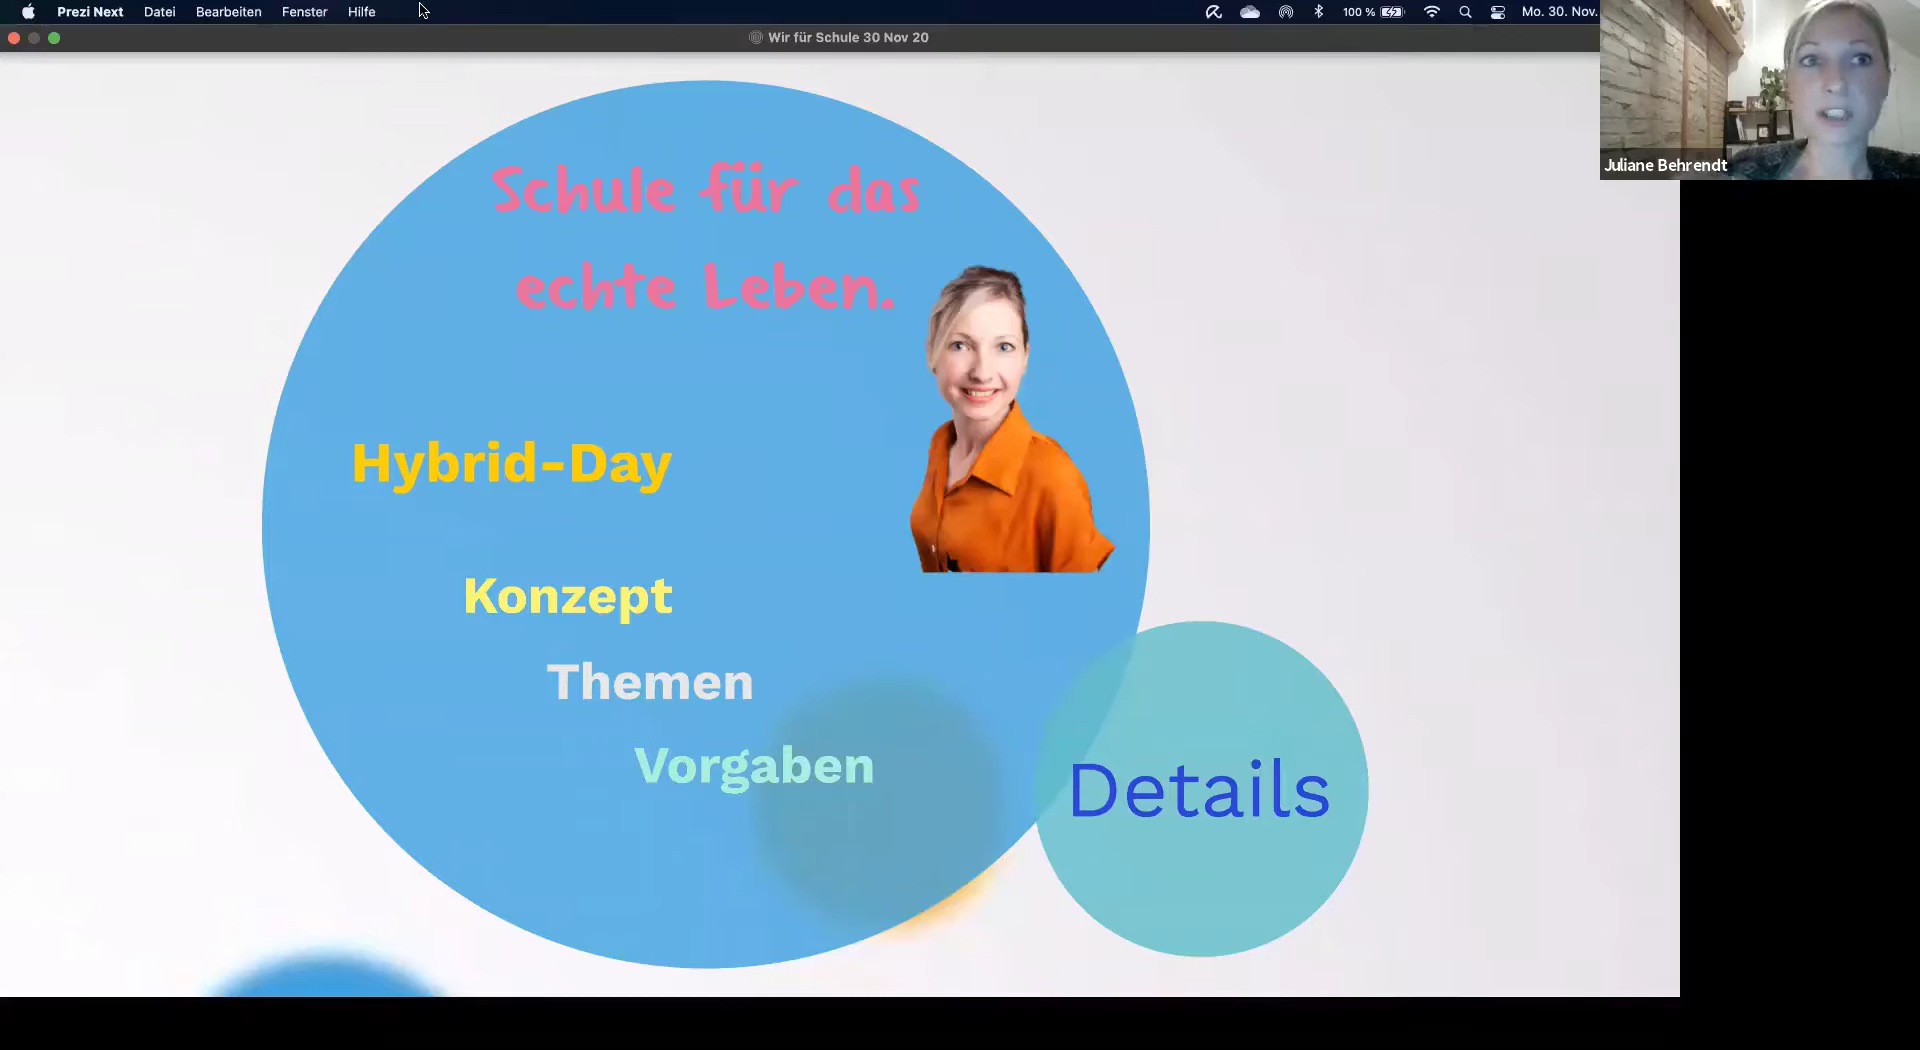 Prezi Next Datei Bearbeiten Fenster Hilfe 100 % Mo. 30. Nov.
Wir für Schule 30 Nov 20
Juliane Behrendt
Schule für das
echte Leben.
Hybrid-Day
Konzept
Themen
Vorgaben
Details